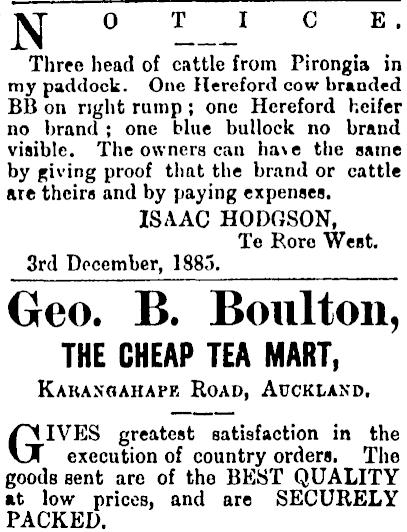 NOTICE.
Three head of cattle from Pirongia in
my paddock. One Hereford cow branded
BB on right rump; one Hereford heifer
no brand; one blue bullock no brand
visible. The owners can have the same
by giving proof that the brand or cattle
are theirs and by paying expenses.
ISAAC HODGSON,
Te Rore West.
3rd December, 1885.
Geo. B. Boulton,
THE CHEAP TEA MART,
KARANGAHAPE ROAD, AUCKLAND.
GIVES greatest satisfaction in the
execution of country orders. The
goods sent are of the BEST QUALITY
at low prices, and are SECURELY
PACKED.